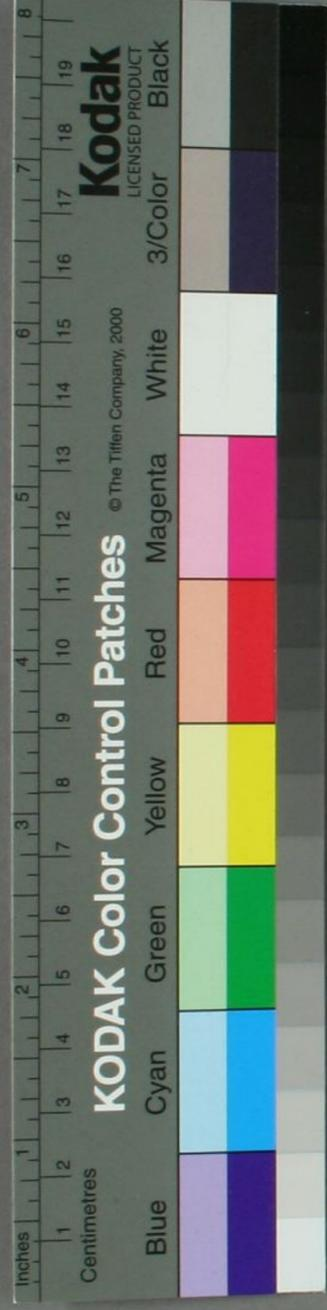 Inches 1 2 3 4 5 6 7 8
Centimetres 1 2 3 4 5 6 7 8 9 10 11 12 13 14 15 16 17 18 19
KODAK Color Control Patches © The Tiffen Company, 2000 Kodak
LICENSED PRODUCT
Blue Cyan Green Yellow Red Magenta White 3/Color Black